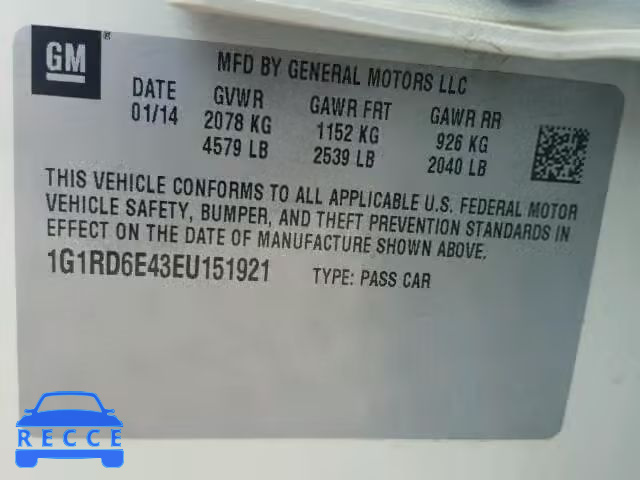 GM ®
MFD BY GENERAL MOTORS LLC
DATE GVWR GAWR FRT GAWR RR
01/14 2078 KG 1152 KG 926 KG
4579 LB 2539 LB 2040 LB
THIS VEHICLE CONFORMS TO ALL APPLICABLE U.S. FEDERAL MOTOR
VEHICLE SAFETY, BUMPER, AND THEFT PREVENTION STANDARDS IN
EFFECT ON THE DATE OF MANUFACTURE SHOWN ABOVE.
1G1RD6E43EU151921 TYPE: PASS CAR
RECCE